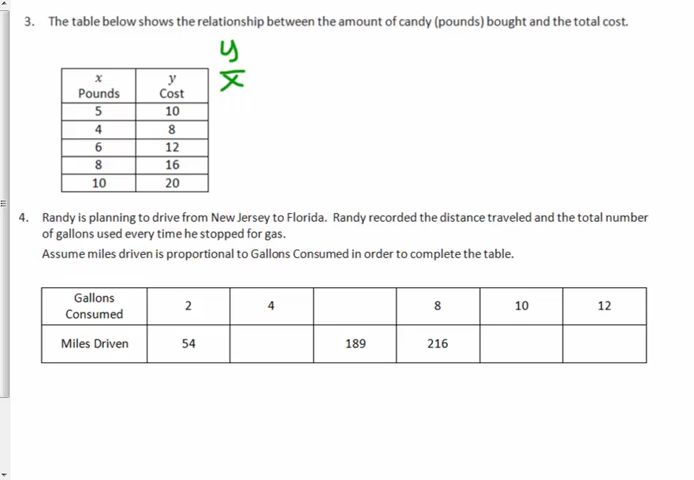 3. The table below shows the relationship between the amount of candy (pounds) bought and the total cost.
y
x
x y
Pounds Cost
5 10
4 8
6 12
8 16
10 20
4. Randy is planning to drive from New Jersey to Florida. Randy recorded the distance traveled and the total number
of gallons used every time he stopped for gas.
Assume miles driven is proportional to Gallons Consumed in order to complete the table.
Gallons
Consumed 2 4 8 10 12
Miles Driven 54 189 216